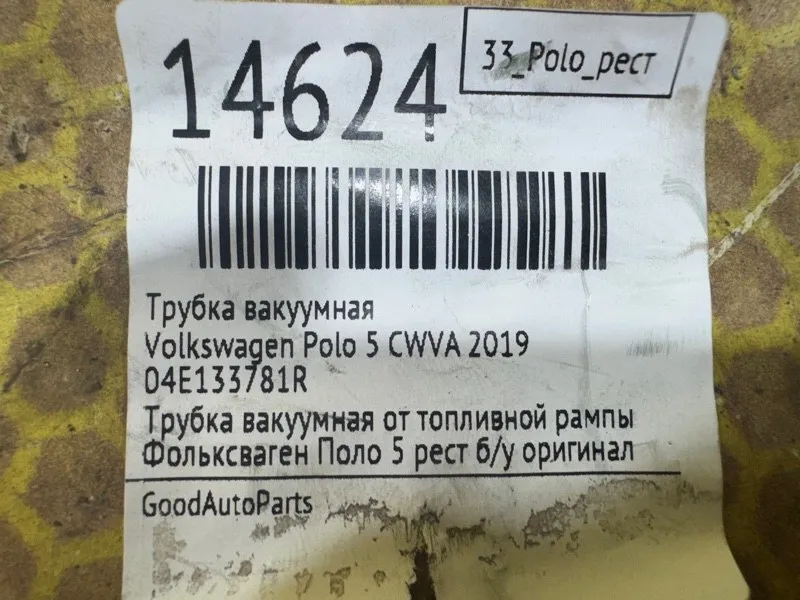 14624
33_Polo_рест
Трубка вакуумная
Volkswagen Polo 5 CWVA 2019
04E133781R
Трубка вакуумная от топливной рампы
Фольксваген Поло 5 рест б/у оригинал
GoodAutoParts